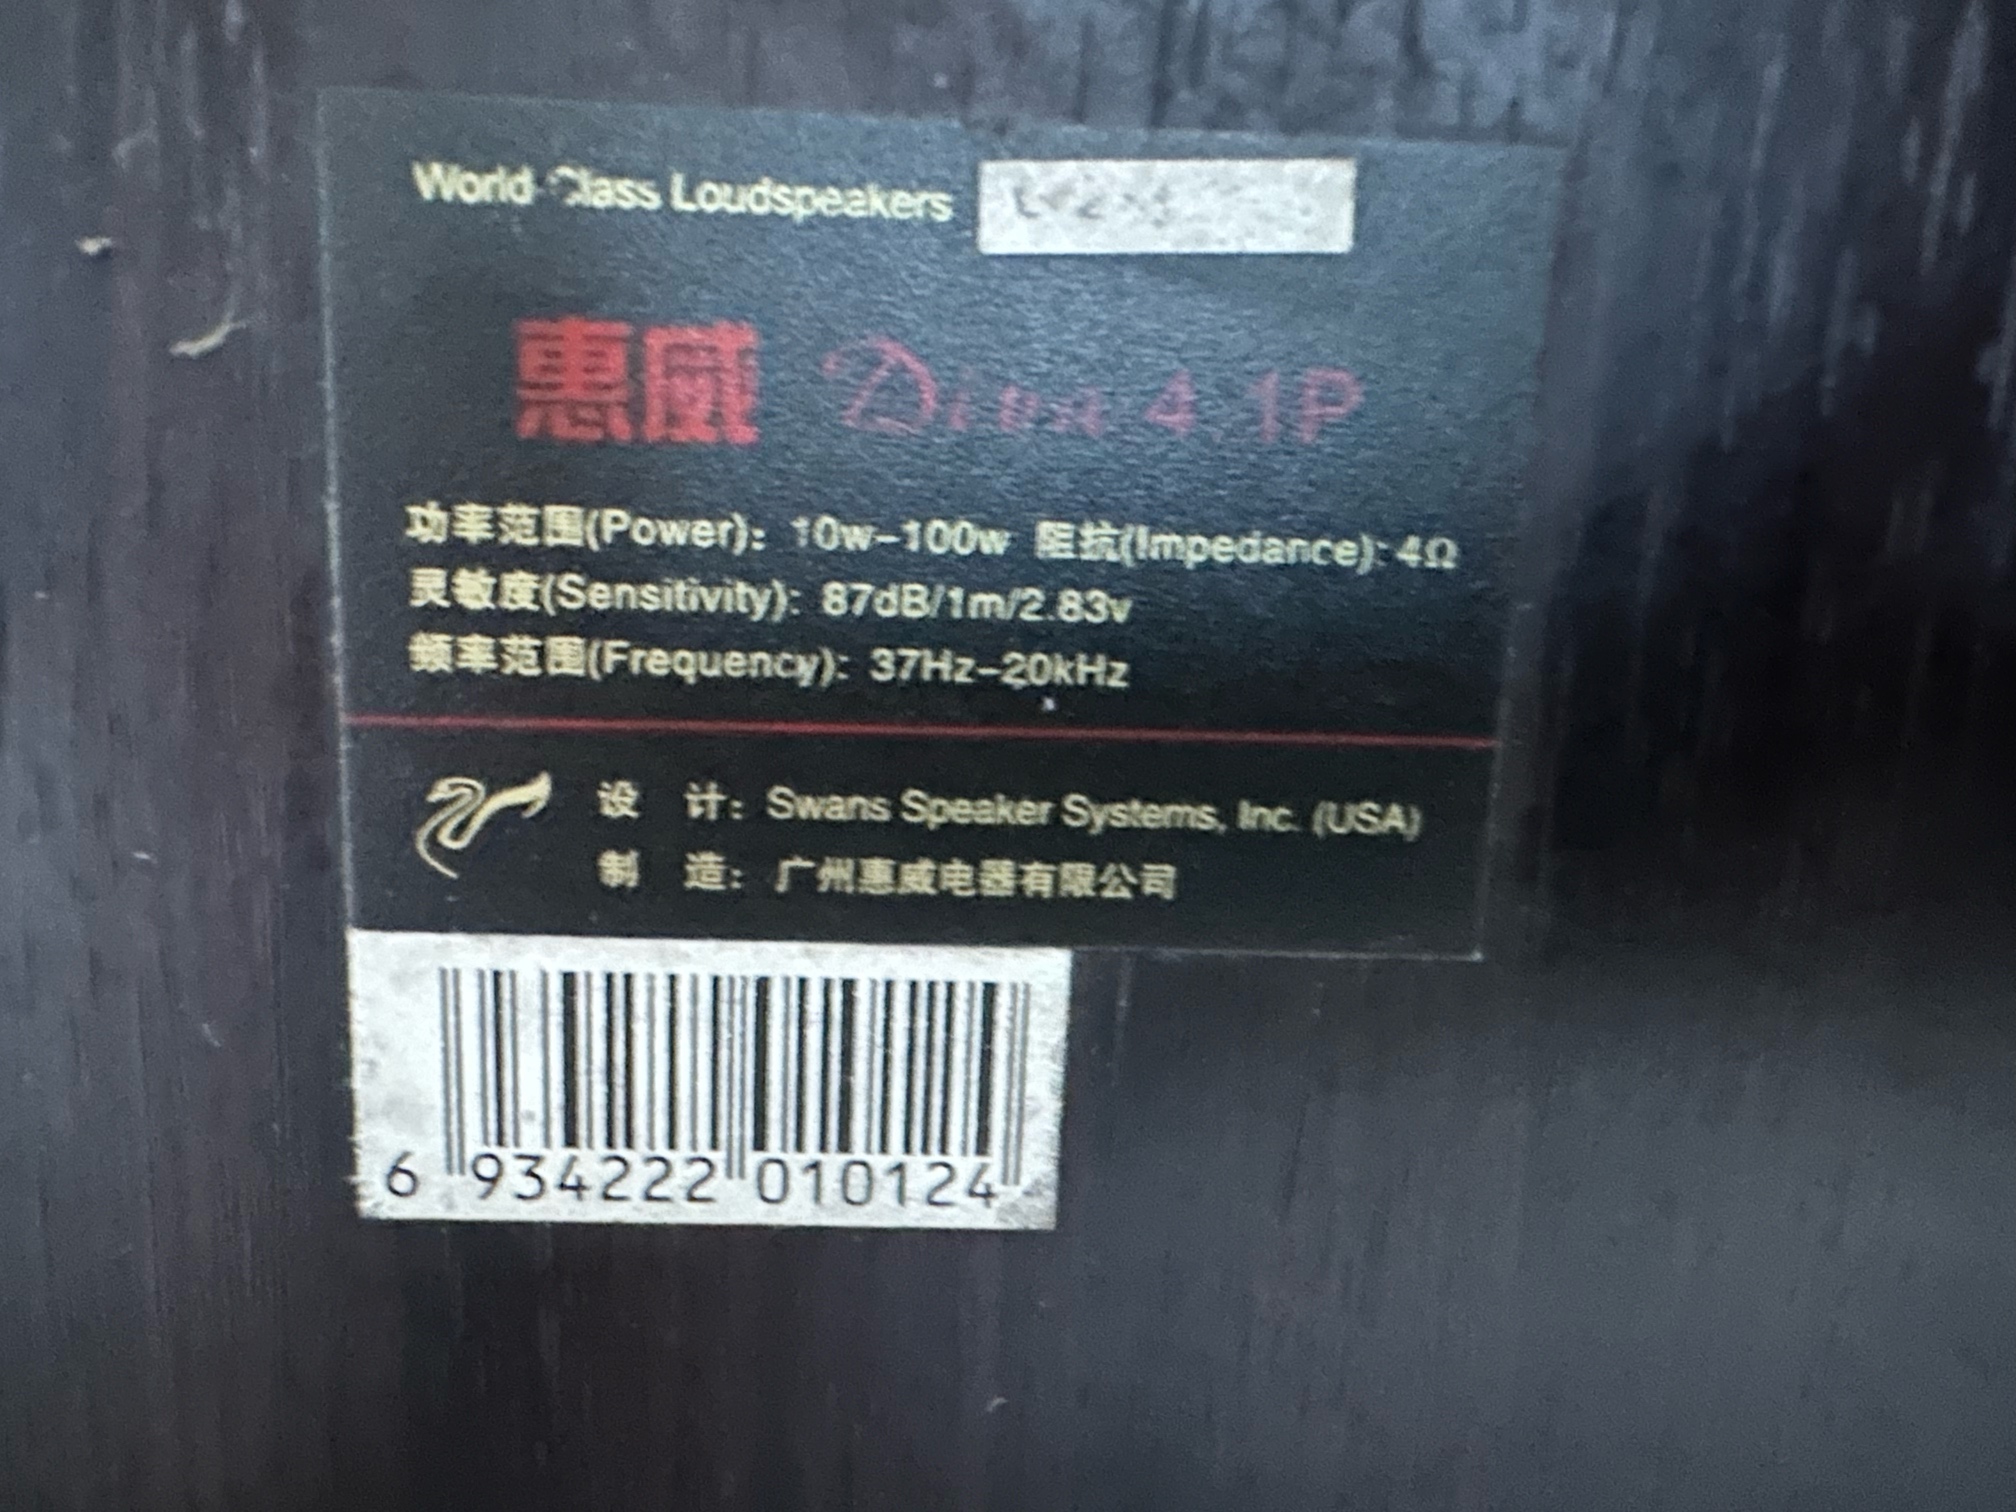 World Class Loudspeakers
惠威 Diva 4.1P
功率范围(Power): 10w-100w 阻抗(Impedance): 4Ω
灵敏度(Sensitivity): 87dB/1m/2.83v
频率范围(Frequency): 37Hz-20kHz
设 计: Swans Speaker Systems, Inc. (USA)
制 造: 广州惠威电器有限公司
6 934222 010124